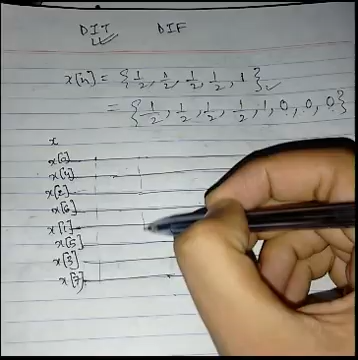 DIT DIF
x[n] = {1/2, 1/2, 1/2, 1/2, 1}
= {1/2, 1/2, 1/2, 1/2, 1, 0, 0, 0}
x
x[0]
x[4]
x[2]
x[6]
x[1]
x[5]
x[3]
x[7]